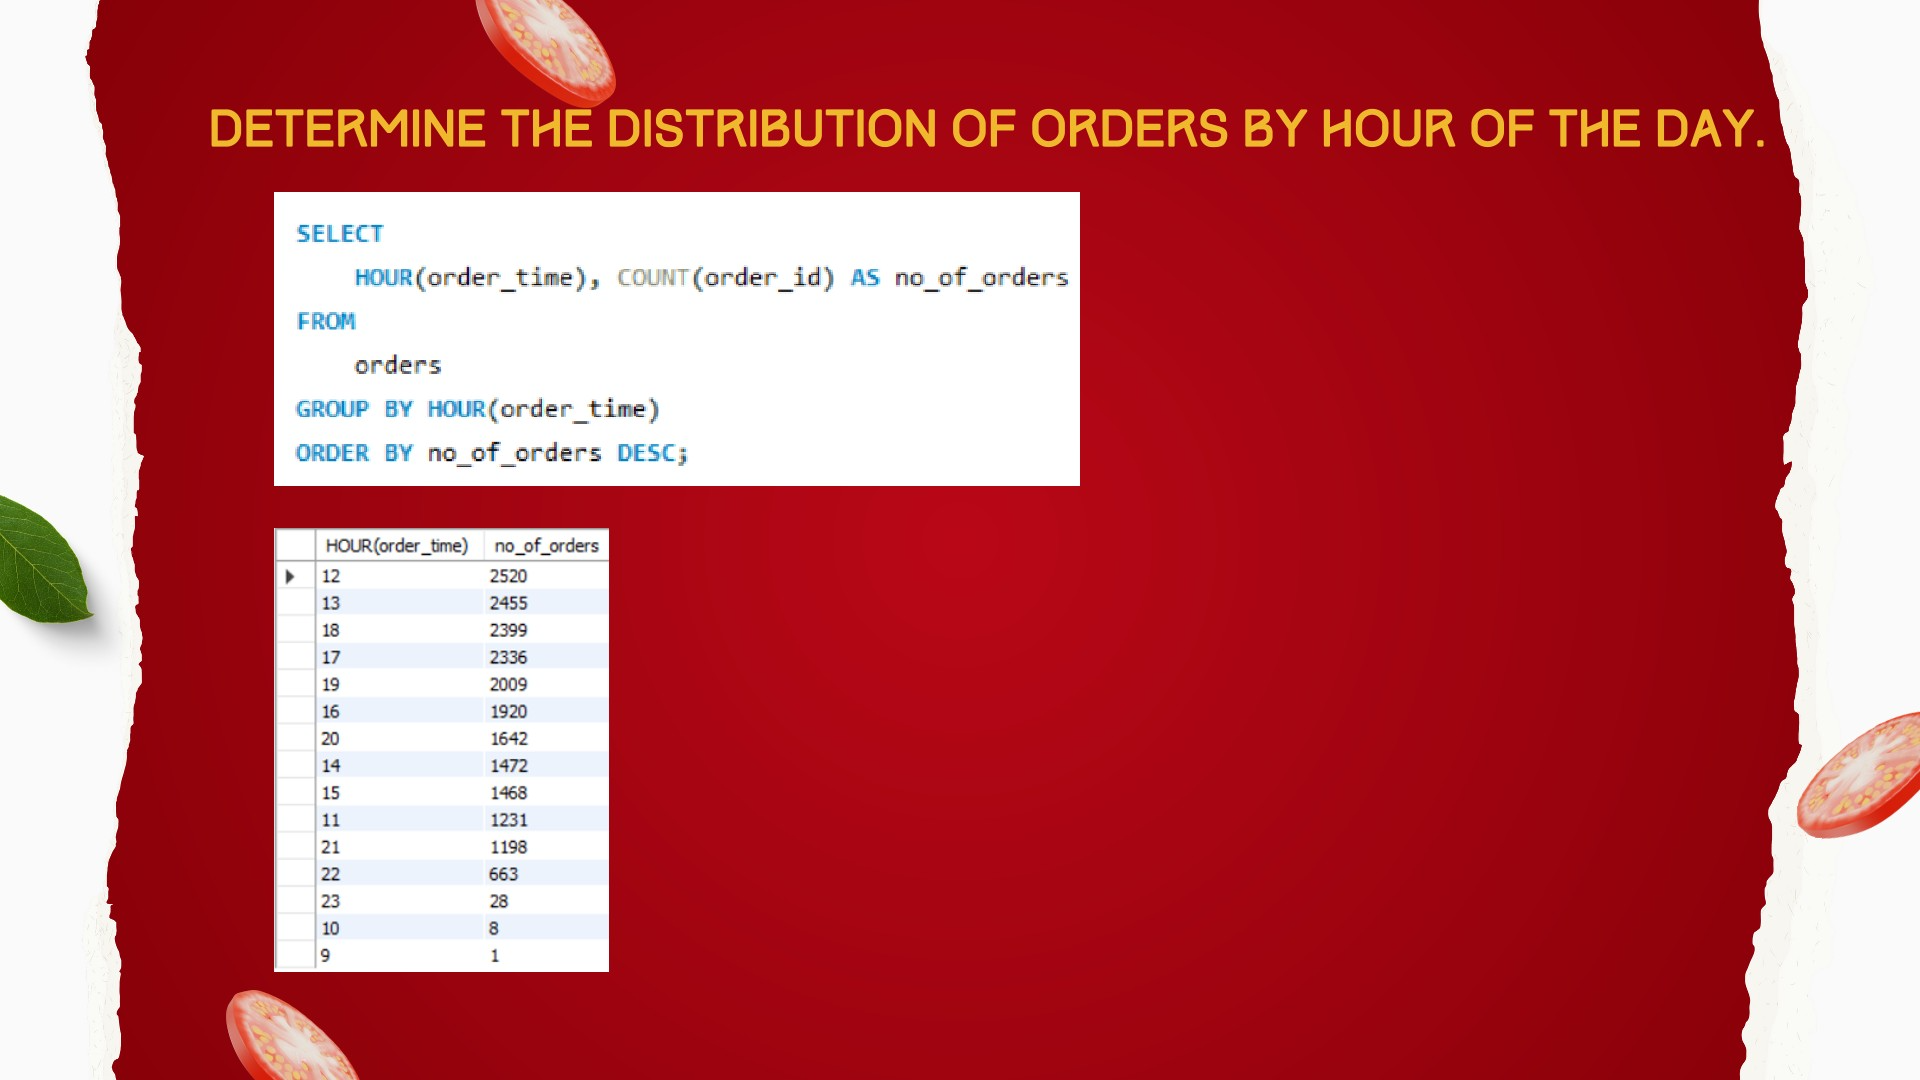 DETERMINE THE DISTRIBUTION OF ORDERS BY HOUR OF THE DAY.
SELECT
HOUR(order_time), COUNT(order_id) AS no_of_orders
FROM
orders
GROUP BY HOUR(order_time)
ORDER BY no_of_orders DESC;
HOUR(order_time) no_of_orders
12 2520
13 2455
18 2399
17 2336
19 2009
16 1920
20 1642
14 1472
15 1468
11 1231
21 1198
22 663
23 28
10 8
9 1